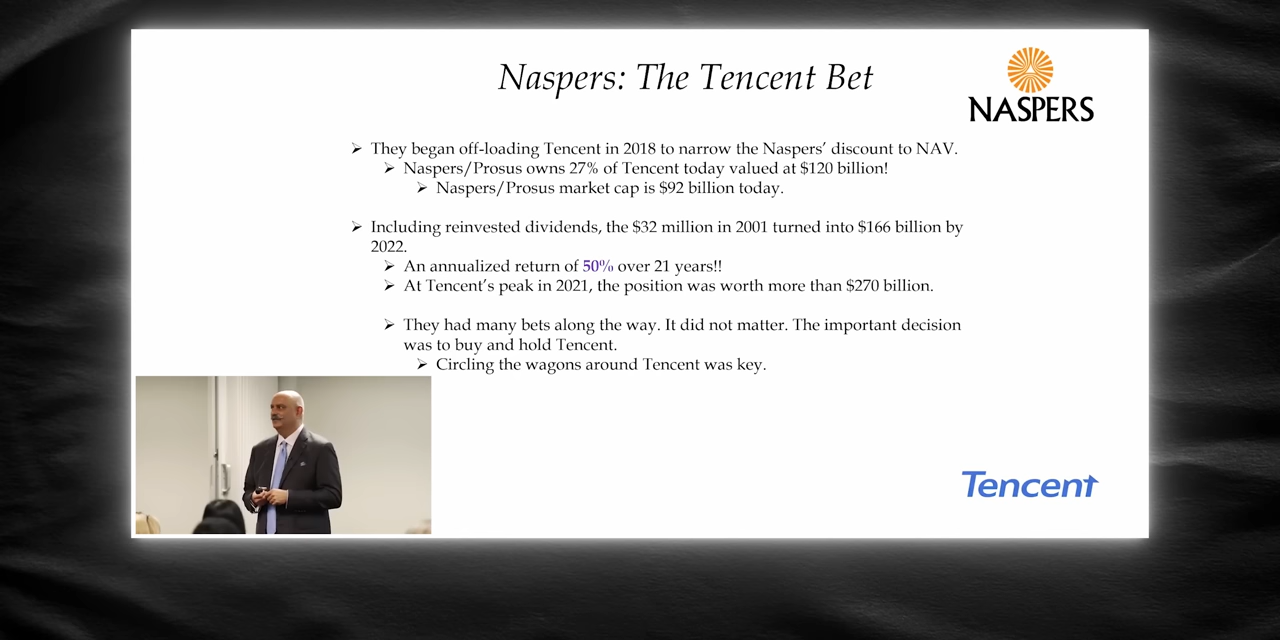 Naspers: The Tencent Bet
NASPERS
➢ They began off-loading Tencent in 2018 to narrow the Naspers’ discount to NAV.
➢ Naspers/Prosus owns 27% of Tencent today valued at $120 billion!
➢ Naspers/Prosus market cap is $92 billion today.
➢ Including reinvested dividends, the $32 million in 2001 turned into $166 billion by
2022.
➢ An annualized return of 50% over 21 years!!
➢ At Tencent’s peak in 2021, the position was worth more than $270 billion.
➢ They had many bets along the way. It did not matter. The important decision
was to buy and hold Tencent.
➢ Circling the wagons around Tencent was key.
Tencent